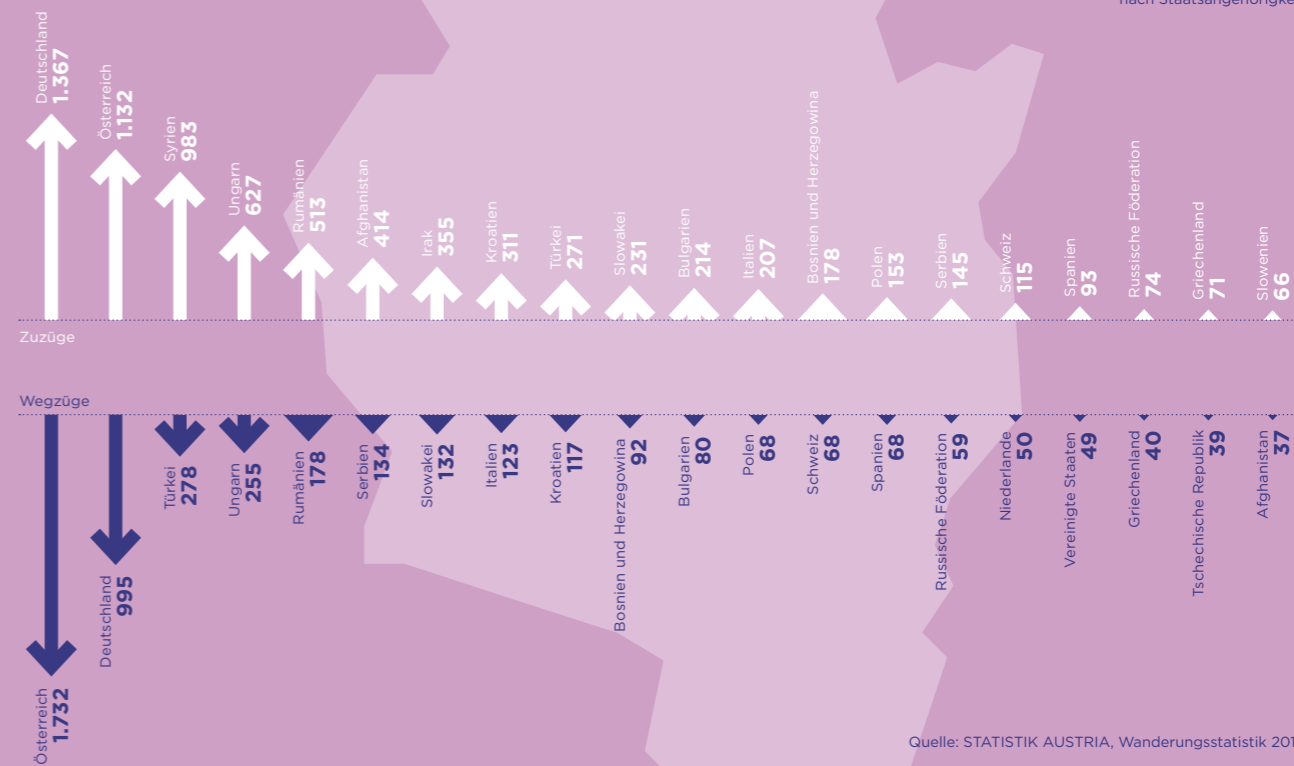 nach Staatsangehörigke
Deutschland
1.367
Österreich
1.132
Syrien
983
Ungarn
627
Rumänien
513
Afghanistan
414
Irak
355
Kroatien
311
Türkei
271
Slowakei
231
Bulgarien
214
Italien
207
Bosnien und Herzegowina
178
Polen
153
Serbien
145
Schweiz
115
Spanien
93
Russische Föderation
74
Griechenland
71
Slowenien
66
Zuzüge
Wegzüge
Österreich
1.732
Deutschland
995
Türkei
278
Ungarn
255
Rumänien
178
Serbien
134
Slowakei
132
Italien
123
Kroatien
117
Bosnien und Herzegowina
92
Bulgarien
80
Polen
68
Schweiz
68
Spanien
68
Russische Föderation
59
Niederlande
50
Vereinigte Staaten
49
Griechenland
40
Tschechische Republik
39
Afghanistan
37
Quelle: STATISTIK AUSTRIA, Wanderungsstatistik 201